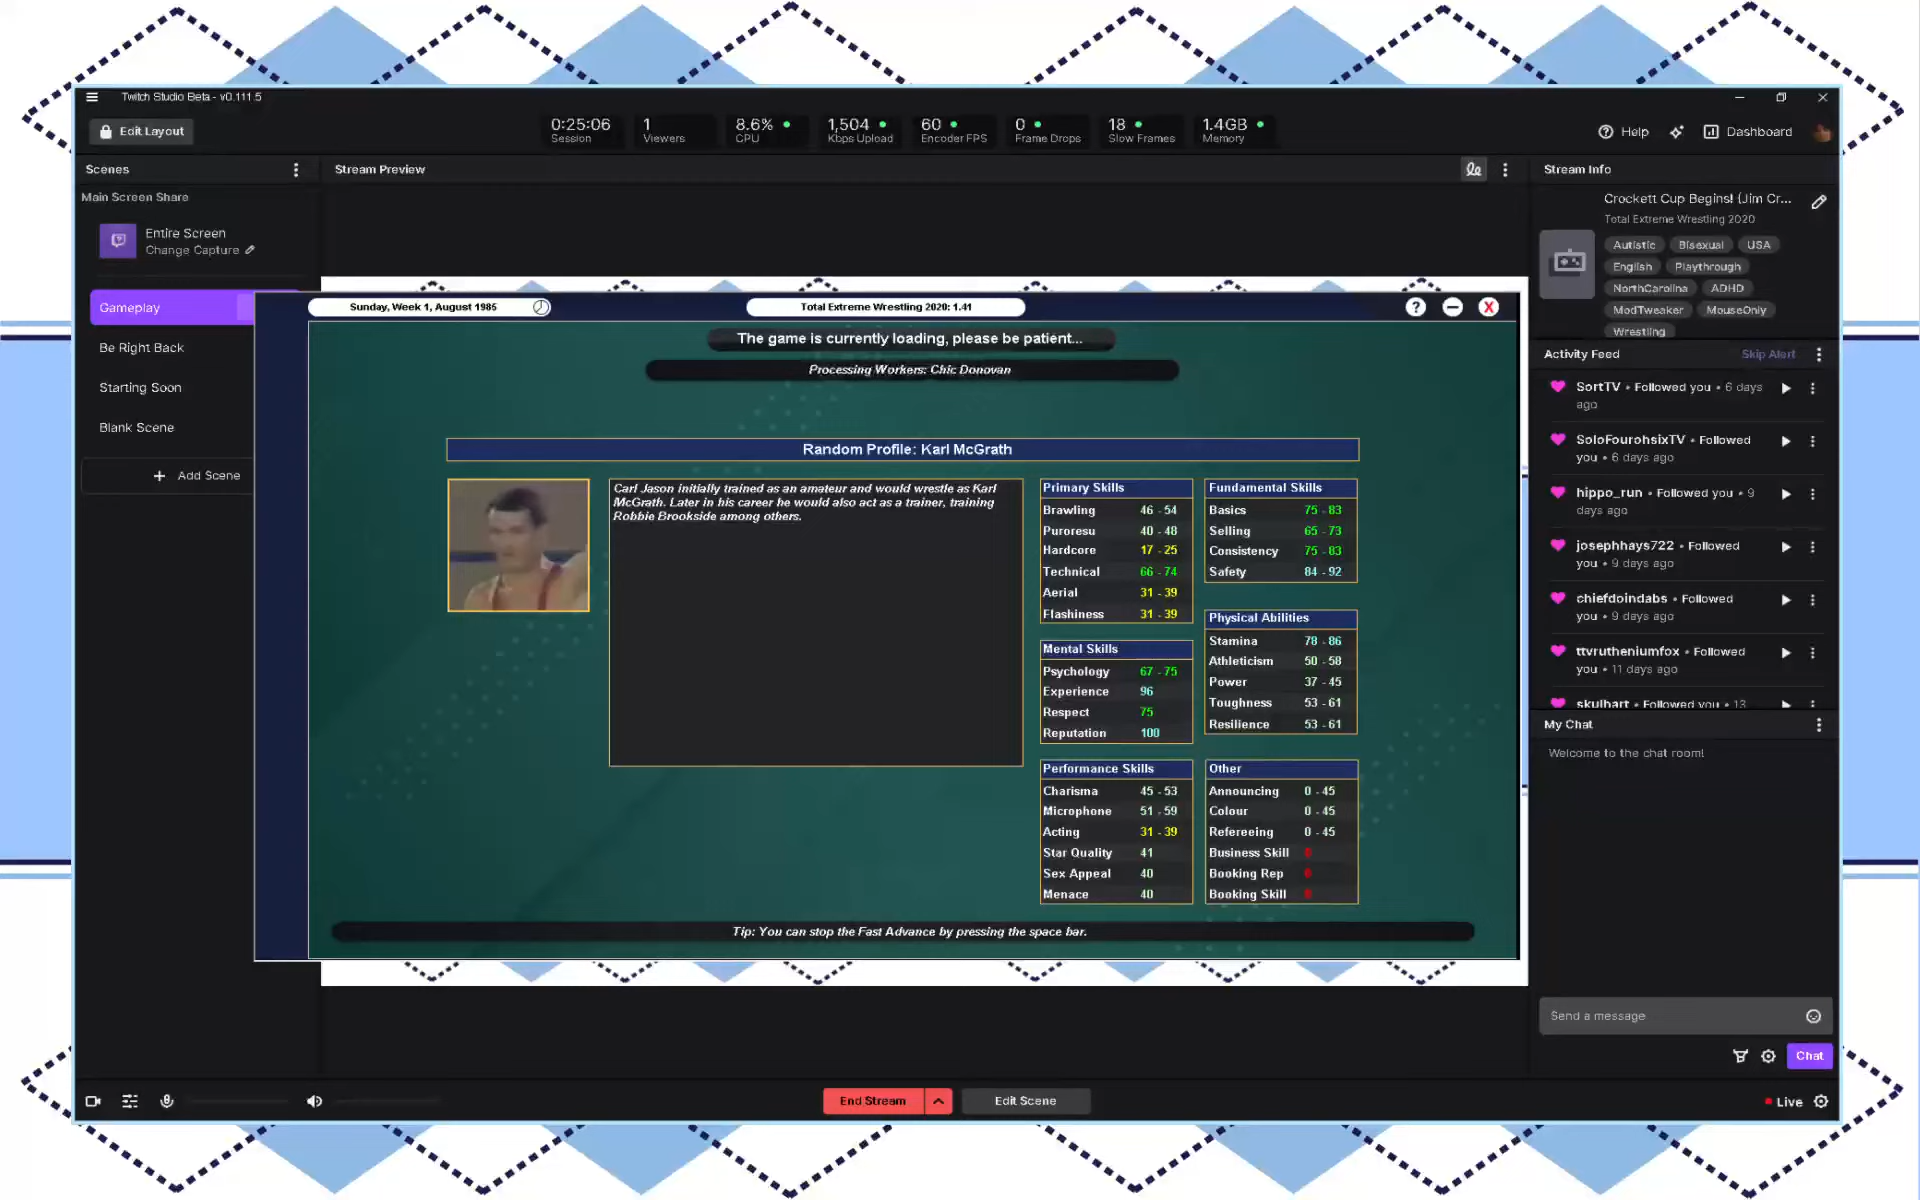 Twitch Studio Beta - v0.111.5
Edit Layout
0:25:06
Session
1
Viewers
8.6%
CPU
1,504
Kbps Upload
60
Encoder FPS
0
Frame Drops
18
Slow Frames
1.4GB
Memory
Help
Dashboard
Scenes
Main Screen Share
Entire Screen
Change Capture
Gameplay
Be Right Back
Starting Soon
Blank Scene
+ Add Scene
Stream Preview
Sunday, Week 1, August 1985
Total Extreme Wrestling 2020: 1.41
? X
The game is currently loading, please be patient...
Processing Workers: Chic Donovan
Random Profile: Karl McGrath
Carl Jason initially trained as an amateur and would wrestle as Karl
McGrath. Later in his career he would also act as a trainer, training
Robbie Brookside among others.
Primary Skills
Brawling 46 - 54
Puroresu 40 - 48
Hardcore 17 - 25
Technical 66 - 74
Aerial 31 - 39
Flashiness 31 - 39
Mental Skills
Psychology 67 - 75
Experience 96
Respect 75
Reputation 100
Performance Skills
Charisma 45 - 53
Microphone 51 - 59
Acting 31 - 39
Star Quality 41
Sex Appeal 40
Menace 40
Fundamental Skills
Basics 75 - 83
Selling 65 - 73
Consistency 75 - 83
Safety 84 - 92
Physical Abilities
Stamina 78 - 86
Athleticism 50 - 58
Power 37 - 45
Toughness 53 - 61
Resilience 53 - 61
Other
Announcing 0 - 45
Colour 0 - 45
Refereeing 0 - 45
Business Skill
Booking Rep
Booking Skill
Tip: You can stop the Fast Advance by pressing the space bar.
End Stream
Edit Scene
Stream Info
Crockett Cup Begins! (Jim Cr...
Total Extreme Wrestling 2020
Autistic Bisexual USA
English Playthrough
NorthCarolina ADHD
ModTweaker MouseOnly
Wrestling
Activity Feed Skip Alert
SortTV • Followed you • 6 days
ago
SoloFourohsixTV • Followed
you • 6 days ago
hippo_run • Followed you • 9
days ago
josephhays722 • Followed
you • 9 days ago
chiefdoindabs • Followed
you • 9 days ago
ttvrutheniumfox • Followed
you • 11 days ago
skulhart • Followed you • 13
My Chat
Welcome to the chat room!
Send a message
Chat
Live